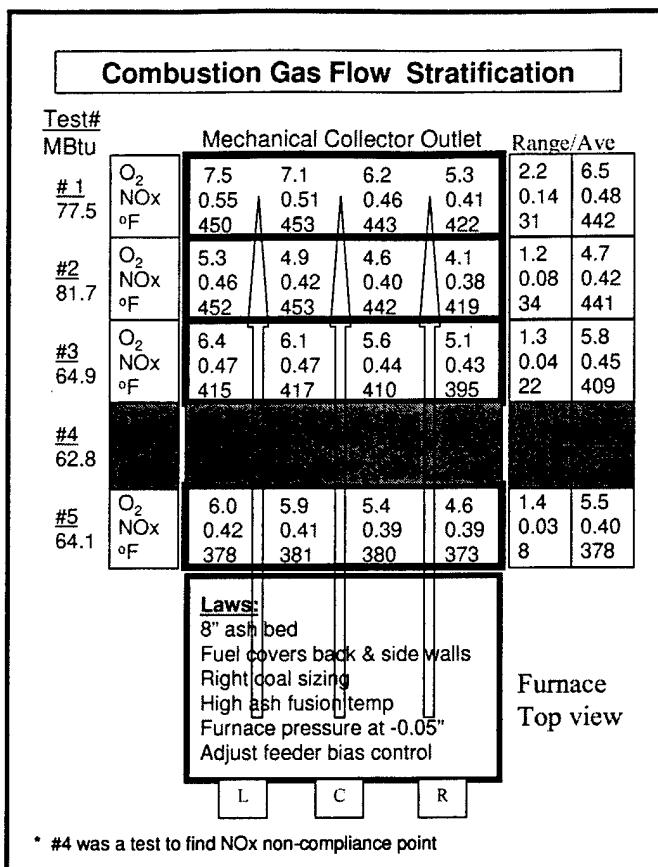 Combustion Gas Flow Stratification
Test#
MBtu
Mechanical Collector Outlet
Range/Ave
# 1
77.5
O2 7.5 7.1 6.2 5.3 2.2 6.5
NOx 0.55 0.51 0.46 0.41 0.14 0.48
ºF 450 453 443 422 31 442
#2
81.7
O2 5.3 4.9 4.6 4.1 1.2 4.7
NOx 0.46 0.42 0.40 0.38 0.08 0.42
ºF 452 453 442 419 34 441
#3
64.9
O2 6.4 6.1 5.6 5.1 1.3 5.8
NOx 0.47 0.47 0.44 0.43 0.04 0.45
ºF 415 417 410 395 22 409
#4
62.8
#5
64.1
O2 6.0 5.9 5.4 4.6 1.4 5.5
NOx 0.42 0.41 0.39 0.39 0.03 0.40
ºF 378 381 380 373 8 378
Laws:
8" ash bed
Fuel covers back & side walls
Right coal sizing
High ash fusion temp
Furnace pressure at -0.05"
Adjust feeder bias control
Furnace
Top view
L C R
* #4 was a test to find NOx non-compliance point